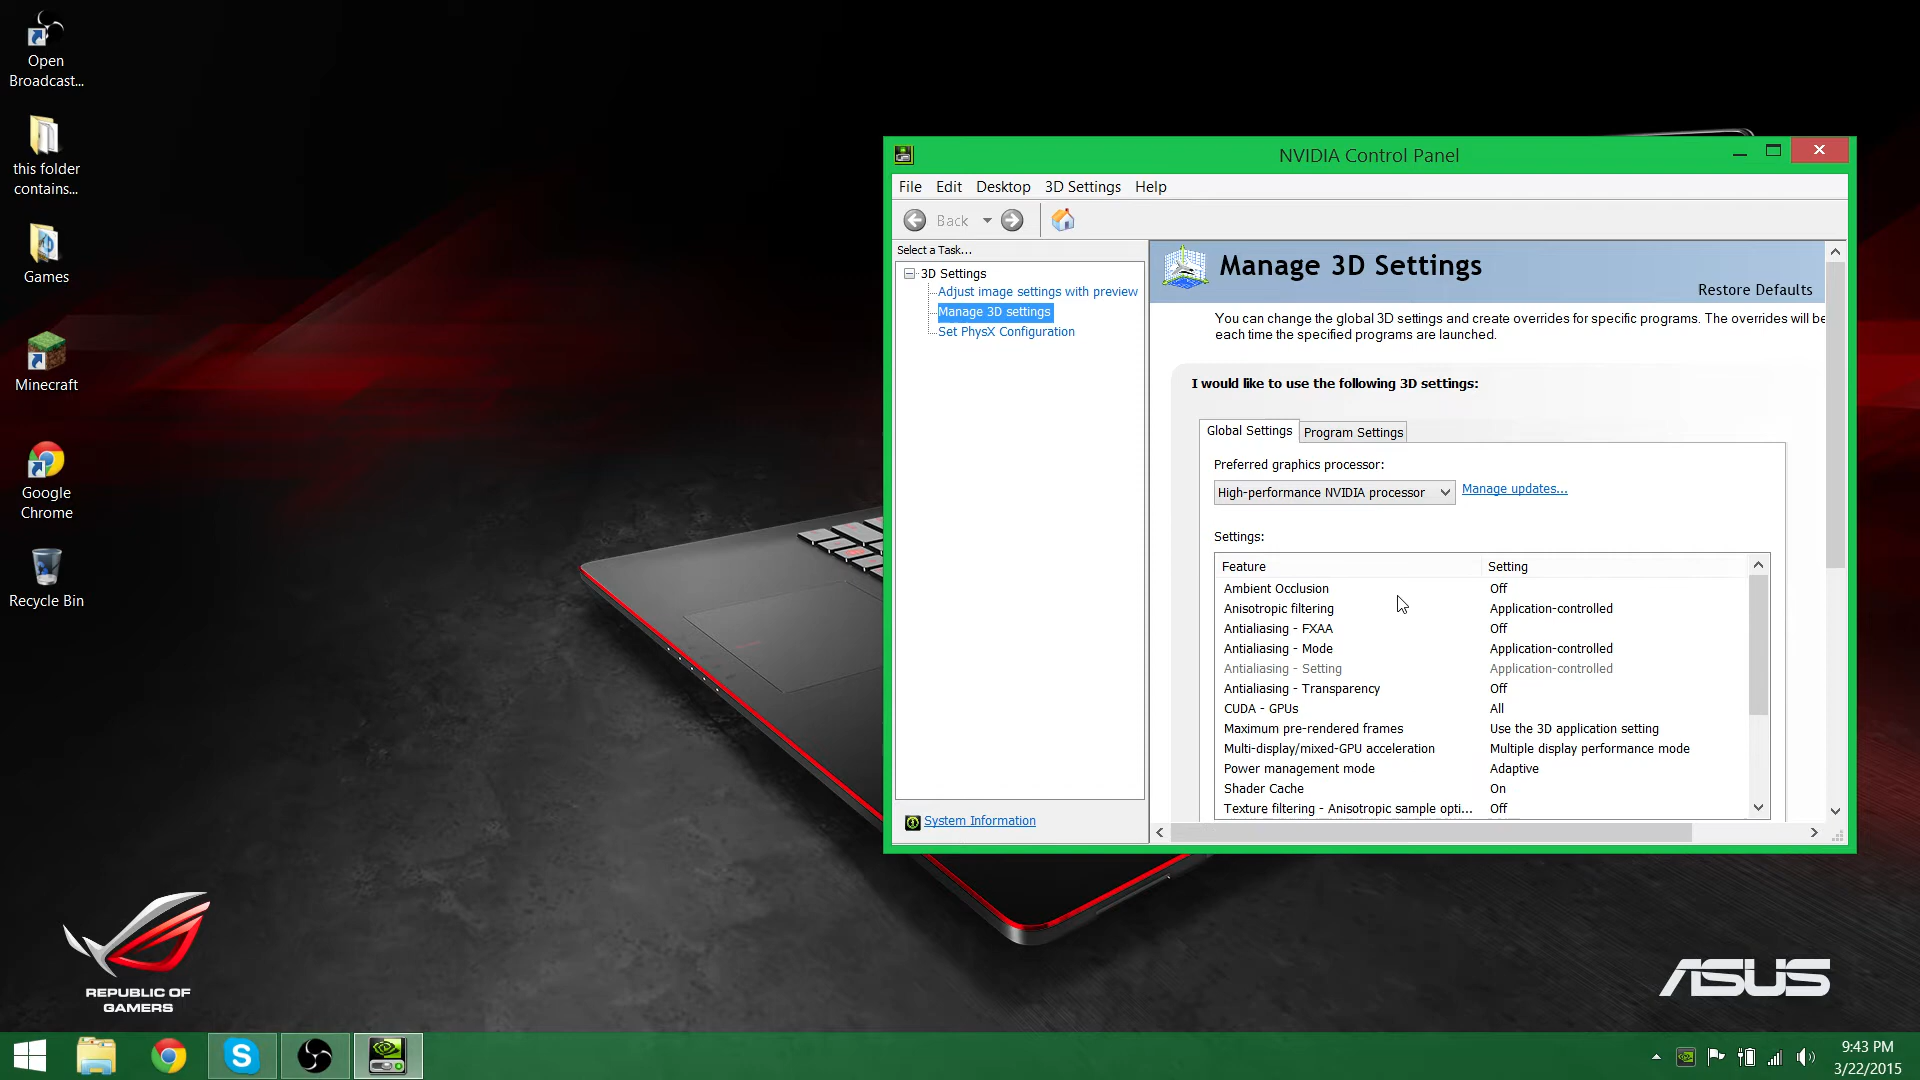 Open
Broadcast...
this folder
contains...
Games
Minecraft
Google
Chrome
Recycle Bin
NVIDIA Control Panel
File Edit Desktop 3D Settings Help
Back
Select a Task...
3D Settings
Adjust image settings with preview
Manage 3D settings
Set PhysX Configuration
System Information
Manage 3D Settings
Restore Defaults
You can change the global 3D settings and create overrides for specific programs. The overrides will be
each time the specified programs are launched.
I would like to use the following 3D settings:
Global Settings Program Settings
Preferred graphics processor:
High-performance NVIDIA processor Manage updates...
Settings:
Feature Setting
Ambient Occlusion Off
Anisotropic filtering Application-controlled
Antialiasing - FXAA Off
Antialiasing - Mode Application-controlled
Antialiasing - Setting Application-controlled
Antialiasing - Transparency Off
CUDA - GPUs All
Maximum pre-rendered frames Use the 3D application setting
Multi-display/mixed-GPU acceleration Multiple display performance mode
Power management mode Adaptive
Shader Cache On
Texture filtering - Anisotropic sample opti... Off
REPUBLIC OF
GAMERS
ASUS
9:43 PM
3/22/2015